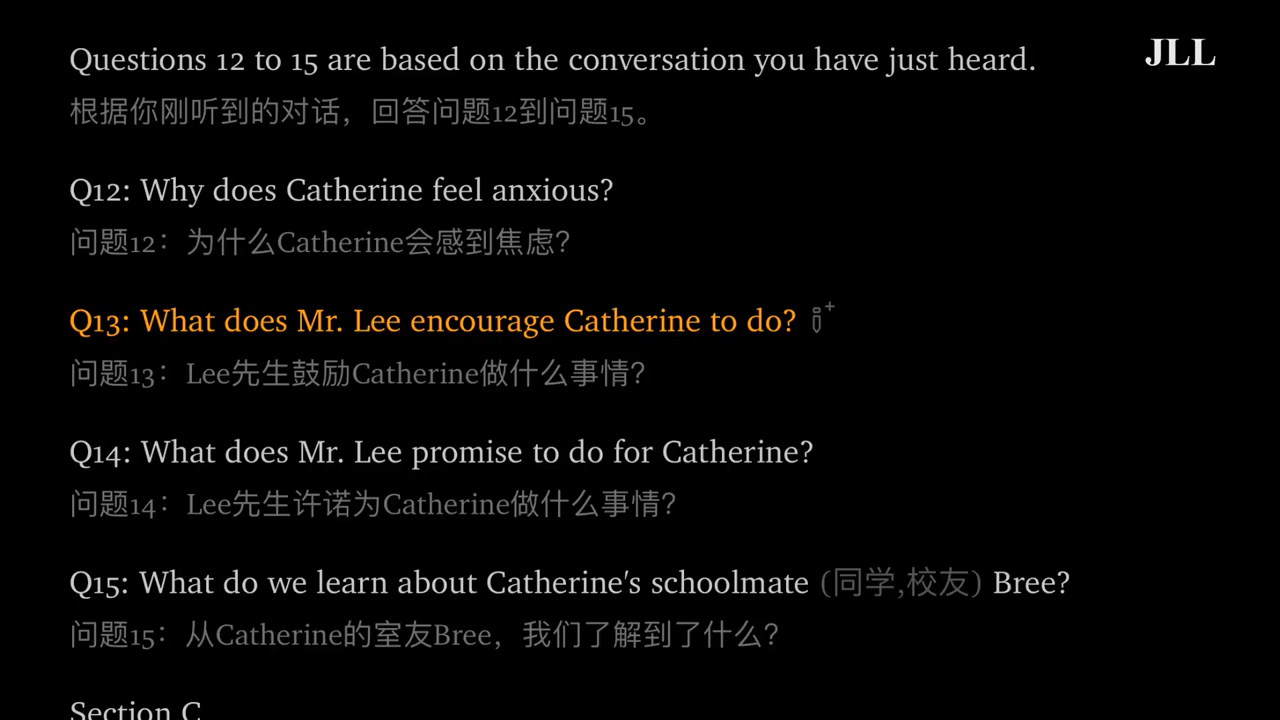 Questions 12 to 15 are based on the conversation you have just heard.
JLL
根据你刚听到的对话，回答问题12到问题15。
Q12: Why does Catherine feel anxious?
问题12：为什么Catherine会感到焦虑？
Q13: What does Mr. Lee encourage Catherine to do?
问题13：Lee先生鼓励Catherine做什么事情？
Q14: What does Mr. Lee promise to do for Catherine?
问题14：Lee先生许诺为Catherine做什么事情？
Q15: What do we learn about Catherine's schoolmate (同学,校友) Bree?
问题15：从Catherine的室友Bree，我们了解到了什么？
Section C